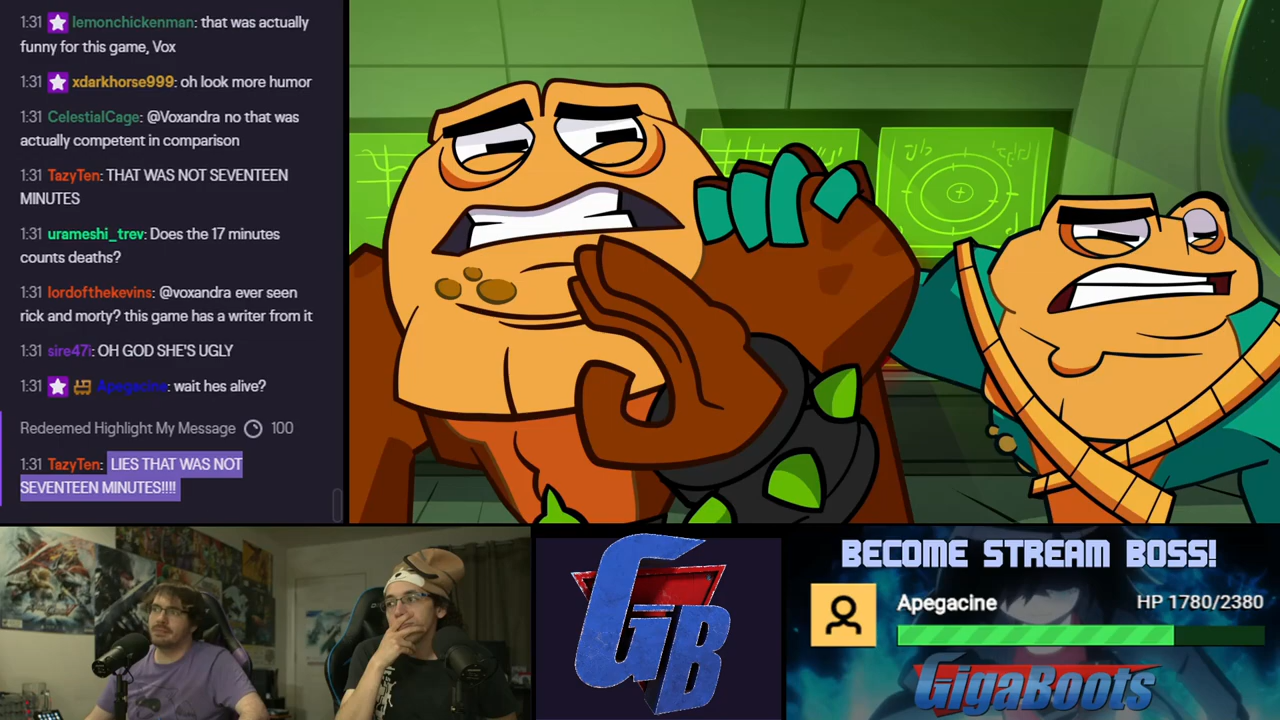 1:31 lemonchickenman: that was actually
funny for this game, Vox
1:31 xdarkhorse999: oh look more humor
1:31 CelestialCage: @Voxandra no that was
actually competent in comparison
1:31 TazyTen: THAT WAS NOT SEVENTEEN
MINUTES
1:31 urameshi_trev: Does the 17 minutes
counts deaths?
1:31 lordofthekevins: @voxandra ever seen
rick and morty? this game has a writer from it
1:31 sire47i: OH GOD SHE'S UGLY
1:31 Apegacine: wait hes alive?
Redeemed Highlight My Message 100
1:31 TazyTen: LIES THAT WAS NOT
SEVENTEEN MINUTES!!!!
GB
BECOME STREAM BOSS!
Apegacine HP 1780/2380
GIGABOOTS